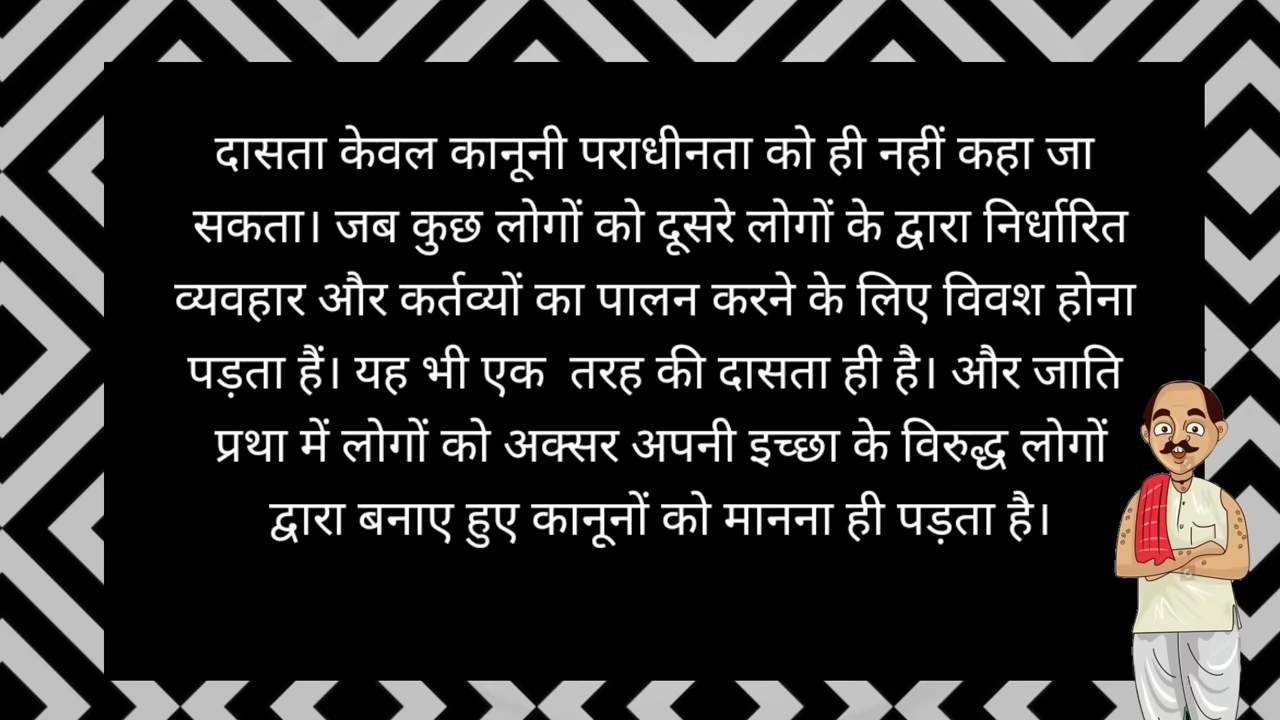 दासता केवल कानूनी पराधीनता को ही नहीं कहा जा
सकता। जब कुछ लोगों को दूसरे लोगों के द्वारा निर्धारित
व्यवहार और कर्तव्यों का पालन करने के लिए विवश होना
पड़ता हैं। यह भी एक  तरह की दासता ही है। और जाति
प्रथा में लोगों को अक्सर अपनी इच्छा के विरुद्ध लोगों
द्वारा बनाए हुए कानूनों को मानना ही पड़ता है।